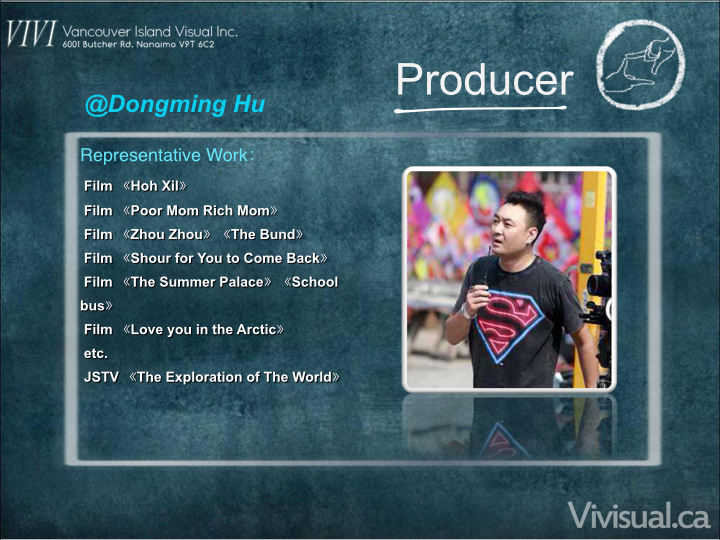 VIVI Vancouver Island Visual Inc.
6001 Butcher Rd. Nanaimo V9T 6C2
Producer
@Dongming Hu
Representative Work:
Film 《Hoh Xil》
Film 《Poor Mom Rich Mom》
Film 《Zhou Zhou》 《The Bund》
Film 《Shour for You to Come Back》
Film 《The Summer Palace》 《School
bus》
Film 《Love you in the Arctic》
etc.
JSTV 《The Exploration of The World》
Vivisual.ca